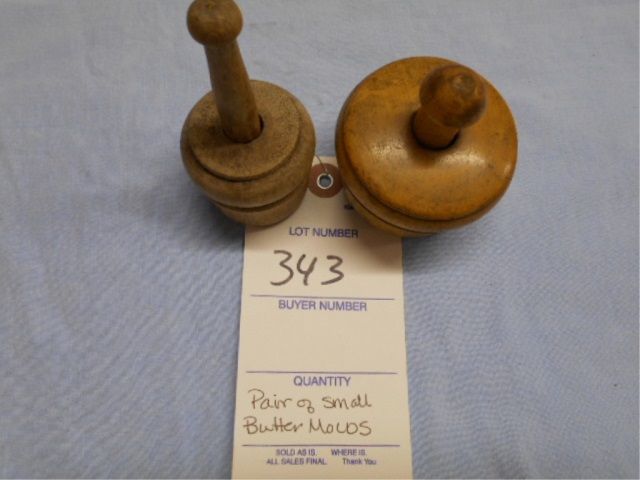 LOT NUMBER
343
BUYER NUMBER
QUANTITY
Pair of small
Butter Molds
SOLD AS IS. WHERE IS.
ALL SALES FINAL Thank You